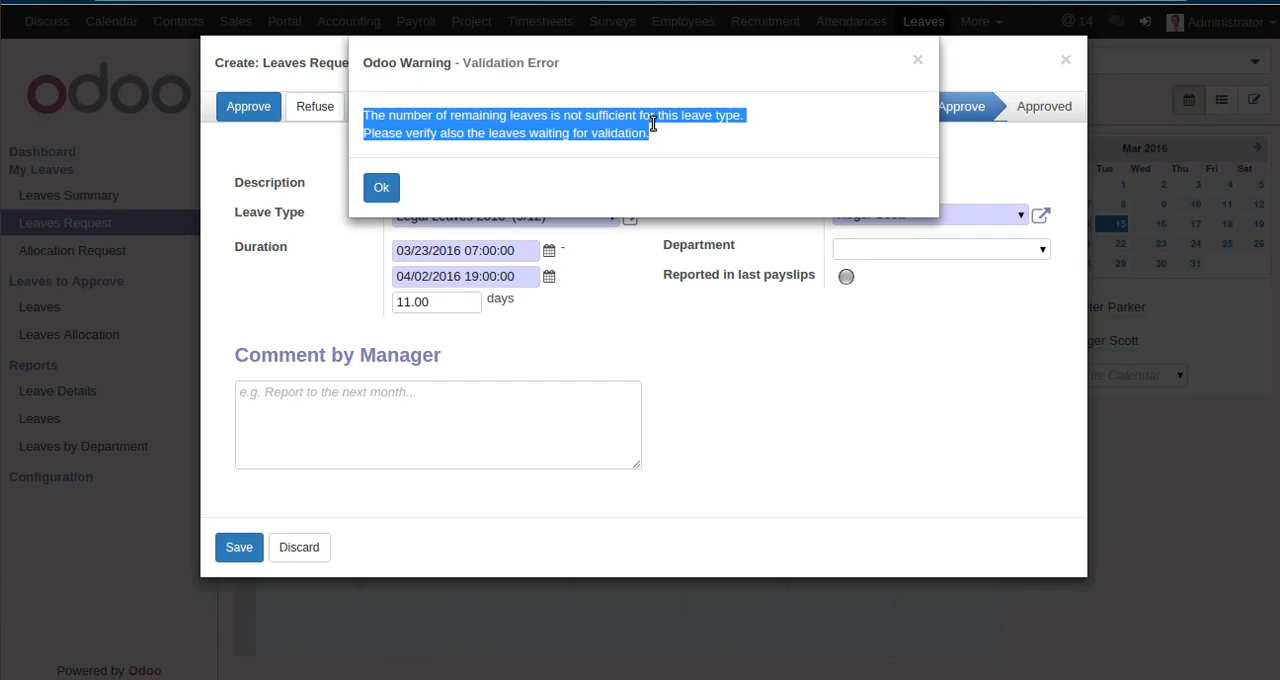 Discuss Calendar Contacts Sales Portal Accounting Payroll Project Timesheets Surveys Employees Recruitment Attendances Leaves More @ 14 Administrator
Create: Leaves Reque
Odoo Warning - Validation Error
×
×
odoo
Approve Refuse
Approve Approved
The number of remaining leaves is not sufficient for this leave type.
Please verify also the leaves waiting for validation.
Ok
Dashboard
My Leaves
Leaves Summary
Leaves Request
Allocation Request
Leaves to Approve
Leaves
Leaves Allocation
Reports
Leave Details
Leaves
Leaves by Department
Configuration
Powered by Odoo
Description
Leave Type
Legal Leaves 2016
Roger Scott
Duration
03/23/2016 07:00:00 -
04/02/2016 19:00:00
11.00 days
Department
Reported in last payslips
Comment by Manager
e.g. Report to the next month...
Save Discard
Mar 2016
Tue Wed Thu Fri Sat
1 2 3 4 5
8 9 10 11 12
15 16 17 18 19
22 23 24 25 26
29 30 31
ter Parker
ger Scott
ite Calendar